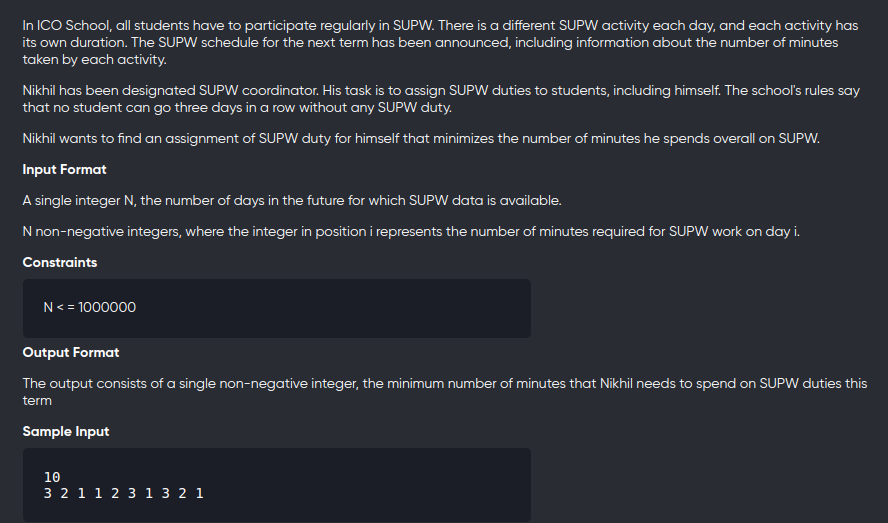 In ICO School, all students have to participate regularly in SUPW. There is a different SUPW activity each day, and each activity has
its own duration. The SUPW schedule for the next term has been announced, including information about the number of minutes
taken by each activity.
Nikhil has been designated SUPW coordinator. His task is to assign SUPW duties to students, including himself. The school's rules say
that no student can go three days in a row without any SUPW duty.
Nikhil wants to find an assignment of SUPW duty for himself that minimizes the number of minutes he spends overall on SUPW.
Input Format
A single integer N, the number of days in the future for which SUPW data is available.
N non-negative integers, where the integer in position i represents the number of minutes required for SUPW work on day i.
Constraints
N < = 1000000
Output Format
The output consists of a single non-negative integer, the minimum number of minutes that Nikhil needs to spend on SUPW duties this
term
Sample Input
10
3 2 1 1 2 3 1 3 2 1